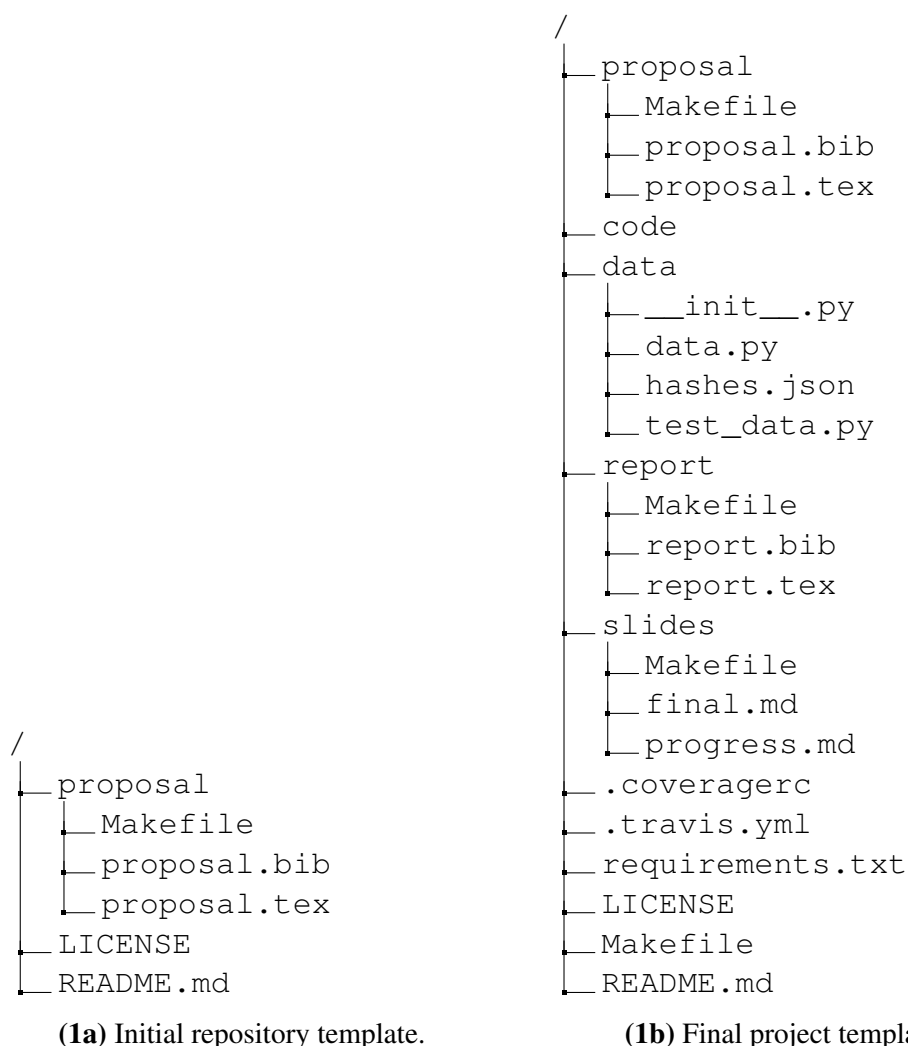 /
proposal
Makefile
proposal.bib
proposal.tex
LICENSE
README.md
(1a) Initial repository template.
/
proposal
Makefile
proposal.bib
proposal.tex
code
data
__init__.py
data.py
hashes.json
test_data.py
report
Makefile
report.bib
report.tex
slides
Makefile
final.md
progress.md
.coveragerc
.travis.yml
requirements.txt
LICENSE
Makefile
README.md
(1b) Final project